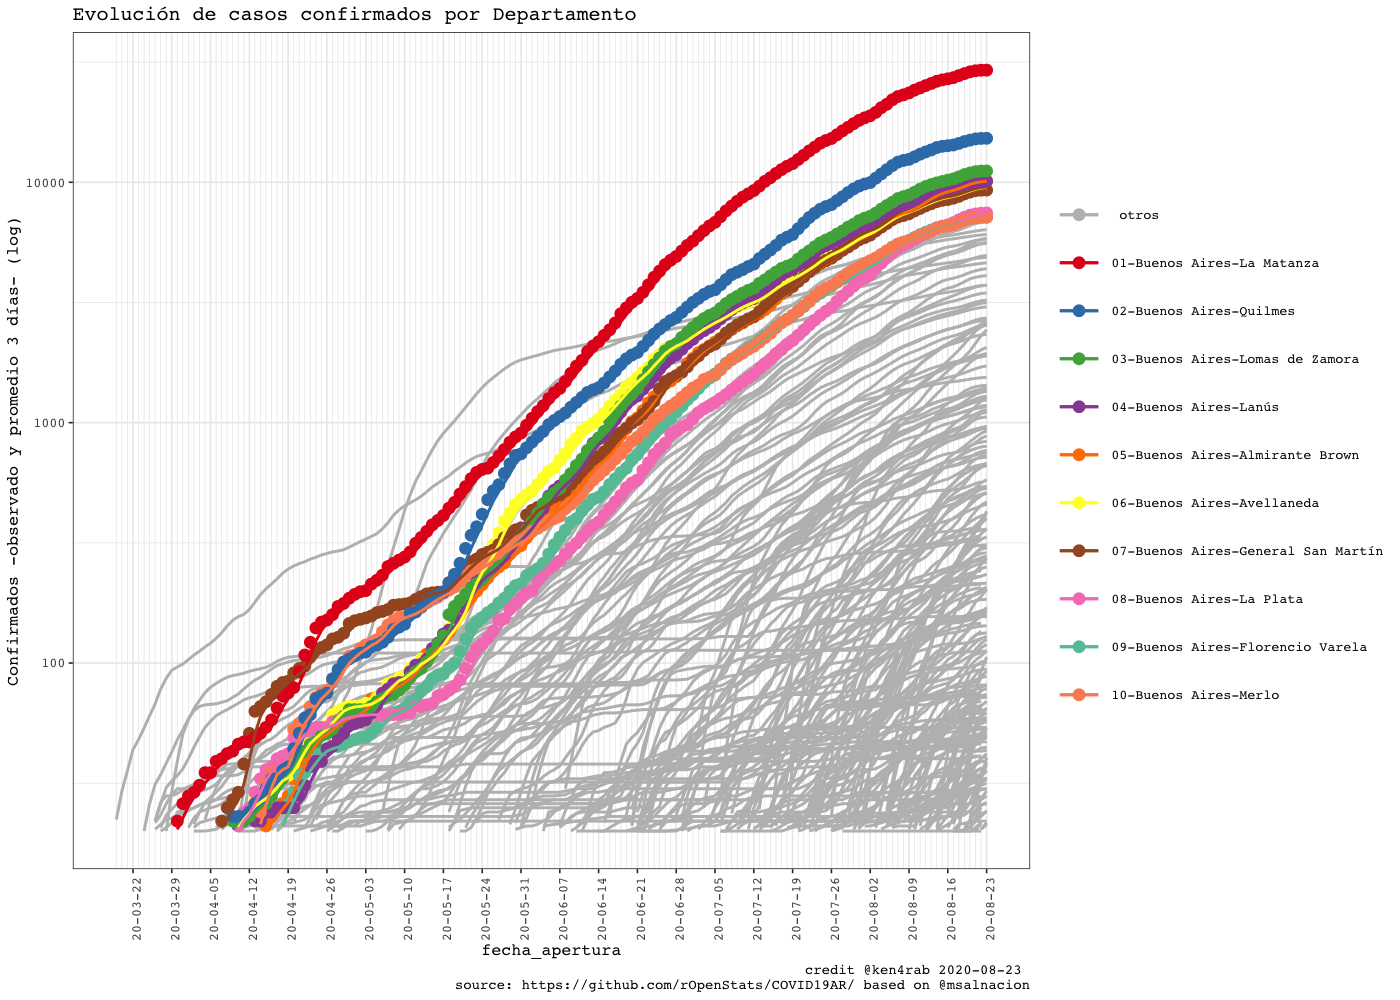 Evolución de casos confirmados por Departamento
Confirmados -observado y promedio 3 días- (log)
10000
1000
100
20-03-22
20-03-29
20-04-05
20-04-12
20-04-19
20-04-26
20-05-03
20-05-10
20-05-17
20-05-24
20-05-31
20-06-07
20-06-14
20-06-21
20-06-28
20-07-05
20-07-12
20-07-19
20-07-26
20-08-02
20-08-09
20-08-16
20-08-23
fecha_apertura
otros
01-Buenos Aires-La Matanza
02-Buenos Aires-Quilmes
03-Buenos Aires-Lomas de Zamora
04-Buenos Aires-Lanús
05-Buenos Aires-Almirante Brown
06-Buenos Aires-Avellaneda
07-Buenos Aires-General San Martín
08-Buenos Aires-La Plata
09-Buenos Aires-Florencio Varela
10-Buenos Aires-Merlo
credit @ken4rab 2020-08-23
source: https://github.com/rOpenStats/COVID19AR/ based on @msalnacion